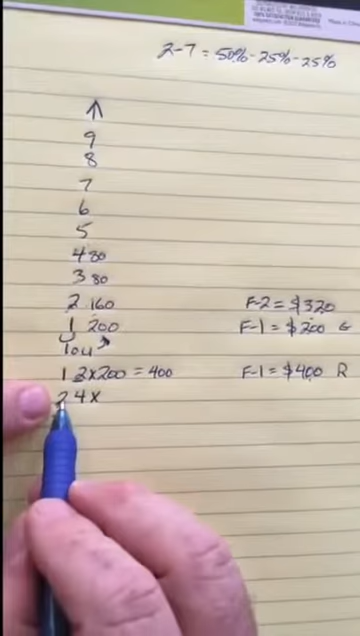 2-7 = 50% - 25% - 25%
↑
9
8
7
6
5
4 80
3 80
2 160 F-2 = $320
1 200 F-1 = $200 G
You
1 2x200 = 400 F-1 = $400 R
2 4x